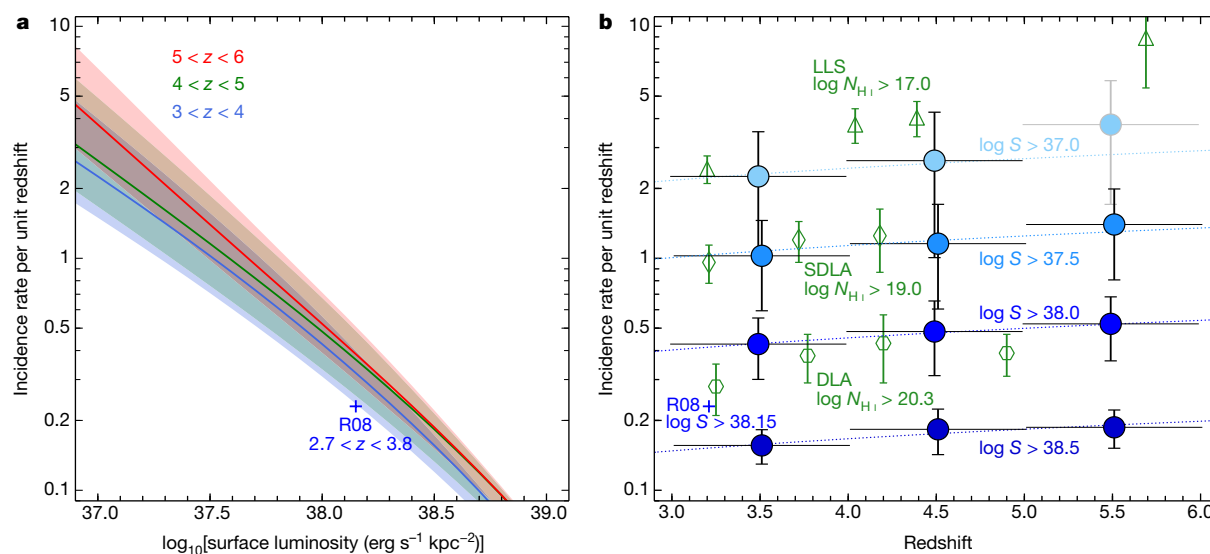 a
10
5
2
1
0.5
0.2
0.1
Incidence rate per unit redshift
5 < z < 6
4 < z < 5
3 < z < 4
R08
2.7 < z < 3.8
37.0 37.5 38.0 38.5 39.0
log₁₀[surface luminosity (erg s⁻¹ kpc⁻²)]
b
10
5
2
1
0.5
0.2
0.1
Incidence rate per unit redshift
LLS
log N_H I > 17.0
log S > 37.0
SDLA
log N_H I > 19.0
log S > 37.5
log S > 38.0
DLA
log N_H I > 20.3
R08
log S > 38.15
log S > 38.5
3.0 3.5 4.0 4.5 5.0 5.5 6.0
Redshift